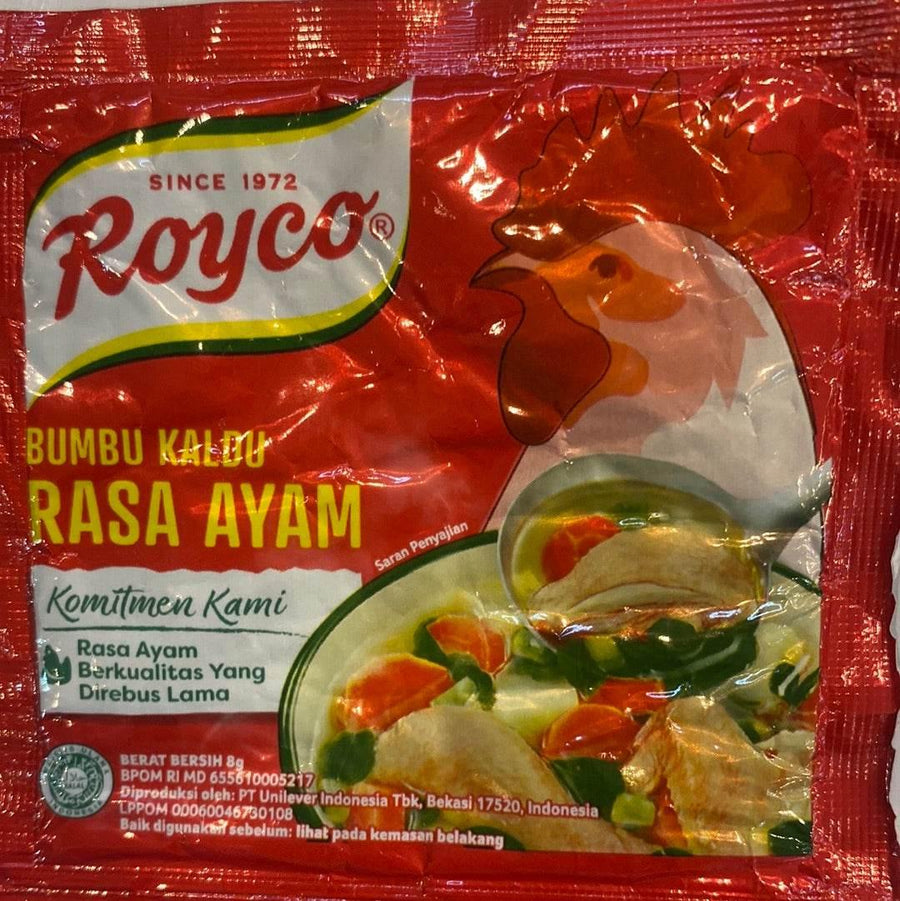 SINCE 1972
Royco®
BUMBU KALDU
RASA AYAM
Saran Penyajian
Komitmen Kami
Rasa Ayam
Berkualitas Yang
Direbus Lama
BERAT BERSIH 8g
BPOM RI MD 655610005217
Diproduksi oleh: PT Unilever Indonesia Tbk, Bekasi 17520, Indonesia
LPPOM 00060046730108
Baik digunakan sebelum: lihat pada kemasan belakang